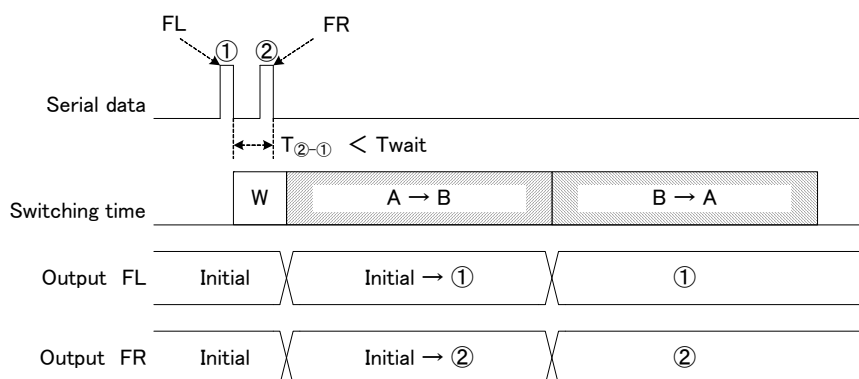 FL ① ② FR
Serial data
T②-① < Twait
Switching time W A → B B → A
Output FL Initial Initial → ① ①
Output FR Initial Initial → ② ②